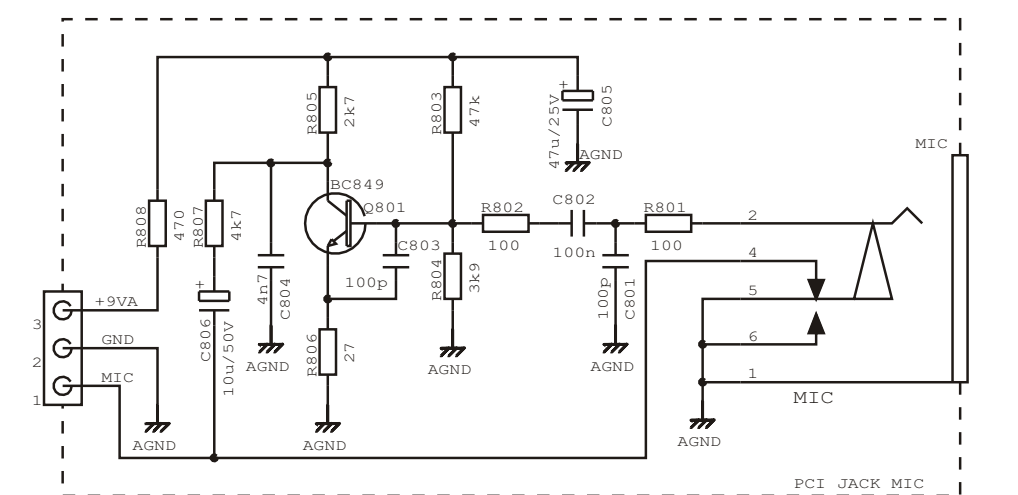 R805
2k7
R803
47k
+
47u/25V
C805
AGND
MIC
BC849
Q801
R808
470
R807
4k7
C802
100n
R802
100
R801
100
2
4
5
6
1
C803
100p
R804
3k9
4n7
C804
100p
C801
+
C806
10u/50V
R806
27
+9VA
3
GND
2
MIC
1
AGND
AGND
AGND
AGND
AGND
AGND
MIC
PCI JACK MIC